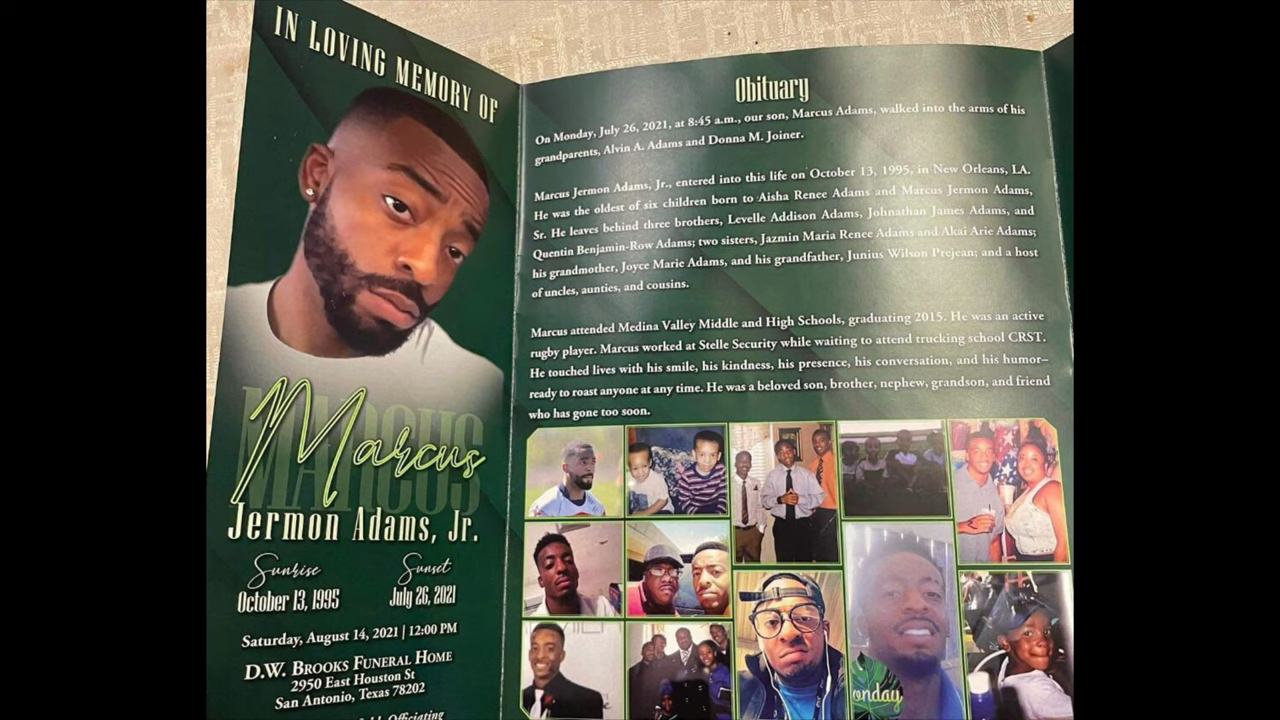 IN LOVING MEMORY OF
MARCUS
Marcus
Jermon Adams, Jr.
Sunrise
October 13, 1995
Sunset
July 26, 2021
Saturday, August 14, 2021 | 12:00 PM
D.W. BROOKS FUNERAL HOME
2950 East Houston St
San Antonio, Texas 78202
Officiating
Obituary
On Monday, July 26, 2021, at 8:45 a.m., our son, Marcus Adams, walked into the arms of his
grandparents, Alvin A. Adams and Donna M. Joiner.
Marcus Jermon Adams, Jr., entered into this life on October 13, 1995, in New Orleans, LA.
He was the oldest of six children born to Aisha Renee Adams and Marcus Jermon Adams,
Sr. He leaves behind three brothers, Levelle Addison Adams, Johnathan James Adams, and
Quentin Benjamin-Row Adams; two sisters, Jazmin Maria Renee Adams and Akai Arie Adams;
his grandmother, Joyce Marie Adams, and his grandfather, Junius Wilson Prejean; and a host
of uncles, aunties, and cousins.
Marcus attended Medina Valley Middle and High Schools, graduating 2015. He was an active
rugby player. Marcus worked at Stelle Security while waiting to attend trucking school CRST.
He touched lives with his smile, his kindness, his presence, his conversation, and his humor–
ready to roast anyone at any time. He was a beloved son, brother, nephew, grandson, and friend
who has gone too soon.
onday